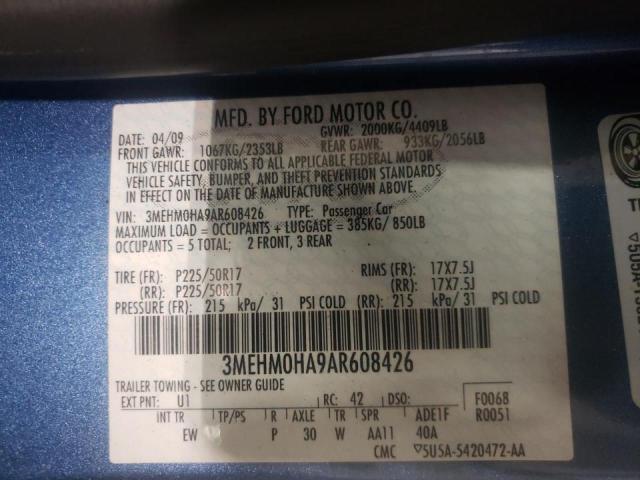 MFD. BY FORD MOTOR CO.
DATE: 04/09 GVWR: 2000KG/4409LB
FRONT GAWR: 1067KG/2353LB REAR GAWR: 933KG/2056LB
THIS VEHICLE CONFORMS TO ALL APPLICABLE FEDERAL MOTOR
VEHICLE SAFETY, BUMPER, AND THEFT PREVENTION STANDARDS
IN EFFECT ON THE DATE OF MANUFACTURE SHOWN ABOVE.
VIN: 3MEHM0HA9AR608426 TYPE: Passenger Car
MAXIMUM LOAD = OCCUPANTS + LUGGAGE = 385KG/ 850LB
OCCUPANTS = 5 TOTAL; 2 FRONT, 3 REAR
TIRE (FR): P225/50R17 RIMS (FR): 17X7.5J
(RR): P225/50R17 (RR): 17X7.5J
PRESSURE (FR): 215 kPa/ 31 PSI COLD (RR): 215 kPa/ 31 PSI COLD
3MEHM0HA9AR608426
TRAILER TOWING - SEE OWNER GUIDE
EXT PNT: U1 RC: 42 DSO: F0068
INT TR TP/PS R AXLE TR SPR ADE1F R0051
EW P 30 W AA11 40A
CMC ▽5U5A-5420472-AA